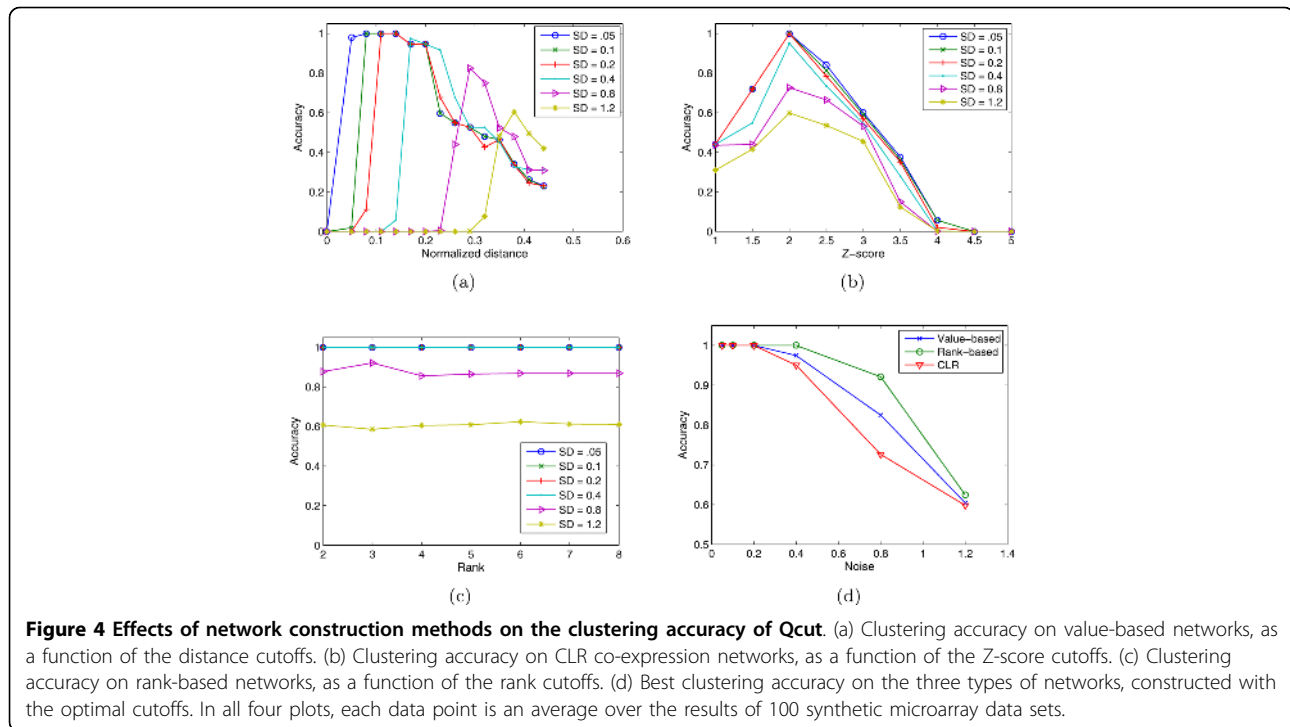 1
0.8
0.6
0.4
0.2
0
Accuracy
0 0.1 0.2 0.3 0.4 0.5 0.6
Normalized distance
SD = .05
SD = 0.1
SD = 0.2
SD = 0.4
SD = 0.8
SD = 1.2
(a)
1
0.8
0.6
0.4
0.2
0
Accuracy
1 1.5 2 2.5 3 3.5 4 4.5 5
Z-score
SD = .05
SD = 0.1
SD = 0.2
SD = 0.4
SD = 0.8
SD = 1.2
(b)
1
0.8
0.6
0.4
0.2
0
Accuracy
2 3 4 5 6 7 8
Rank
SD = .05
SD = 0.1
SD = 0.2
SD = 0.4
SD = 0.8
SD = 1.2
(c)
1
0.9
0.8
0.7
0.6
0.5
Accuracy
0 0.2 0.4 0.6 0.8 1 1.2 1.4
Noise
Value-based
Rank-based
CLR
(d)
Figure 4 Effects of network construction methods on the clustering accuracy of Qcut. (a) Clustering accuracy on value-based networks, as
a function of the distance cutoffs. (b) Clustering accuracy on CLR co-expression networks, as a function of the Z-score cutoffs. (c) Clustering
accuracy on rank-based networks, as a function of the rank cutoffs. (d) Best clustering accuracy on the three types of networks, constructed with
the optimal cutoffs. In all four plots, each data point is an average over the results of 100 synthetic microarray data sets.